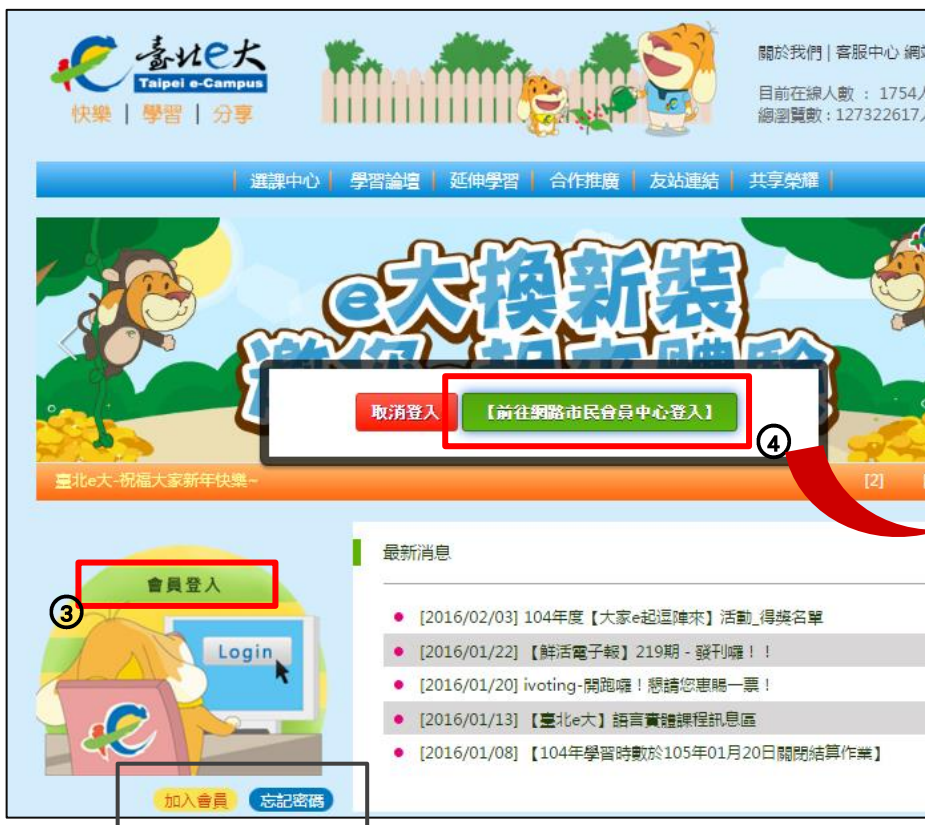 臺北e大
Taipei e-Campus
快樂 | 學習 | 分享
關於我們 | 客服中心 網
目前在線人數 : 1754人
總瀏覽數 : 127322617
選課中心 | 學習論壇 | 延伸學習 | 合作推廣 | 友站連結 | 共享榮耀
e大換新裝
邀您一起來體驗
取消登入 【前往網路市民會員中心登入】
④
臺北e大-祝福大家新年快樂~
[2]
最新消息
會員登入
③
Login
[2016/02/03] 104年度【大家e起逗陣來】活動_得獎名單
[2016/01/22] 【鮮活電子報】219期 - 發刊囉！！
[2016/01/20] ivoting-開跑囉！懇請您惠賜一票！
[2016/01/13] 【臺北e大】語言實體課程訊息區
[2016/01/08] 【104年學習時數於105年01月20日關閉結算作業】
加入會員 忘記密碼